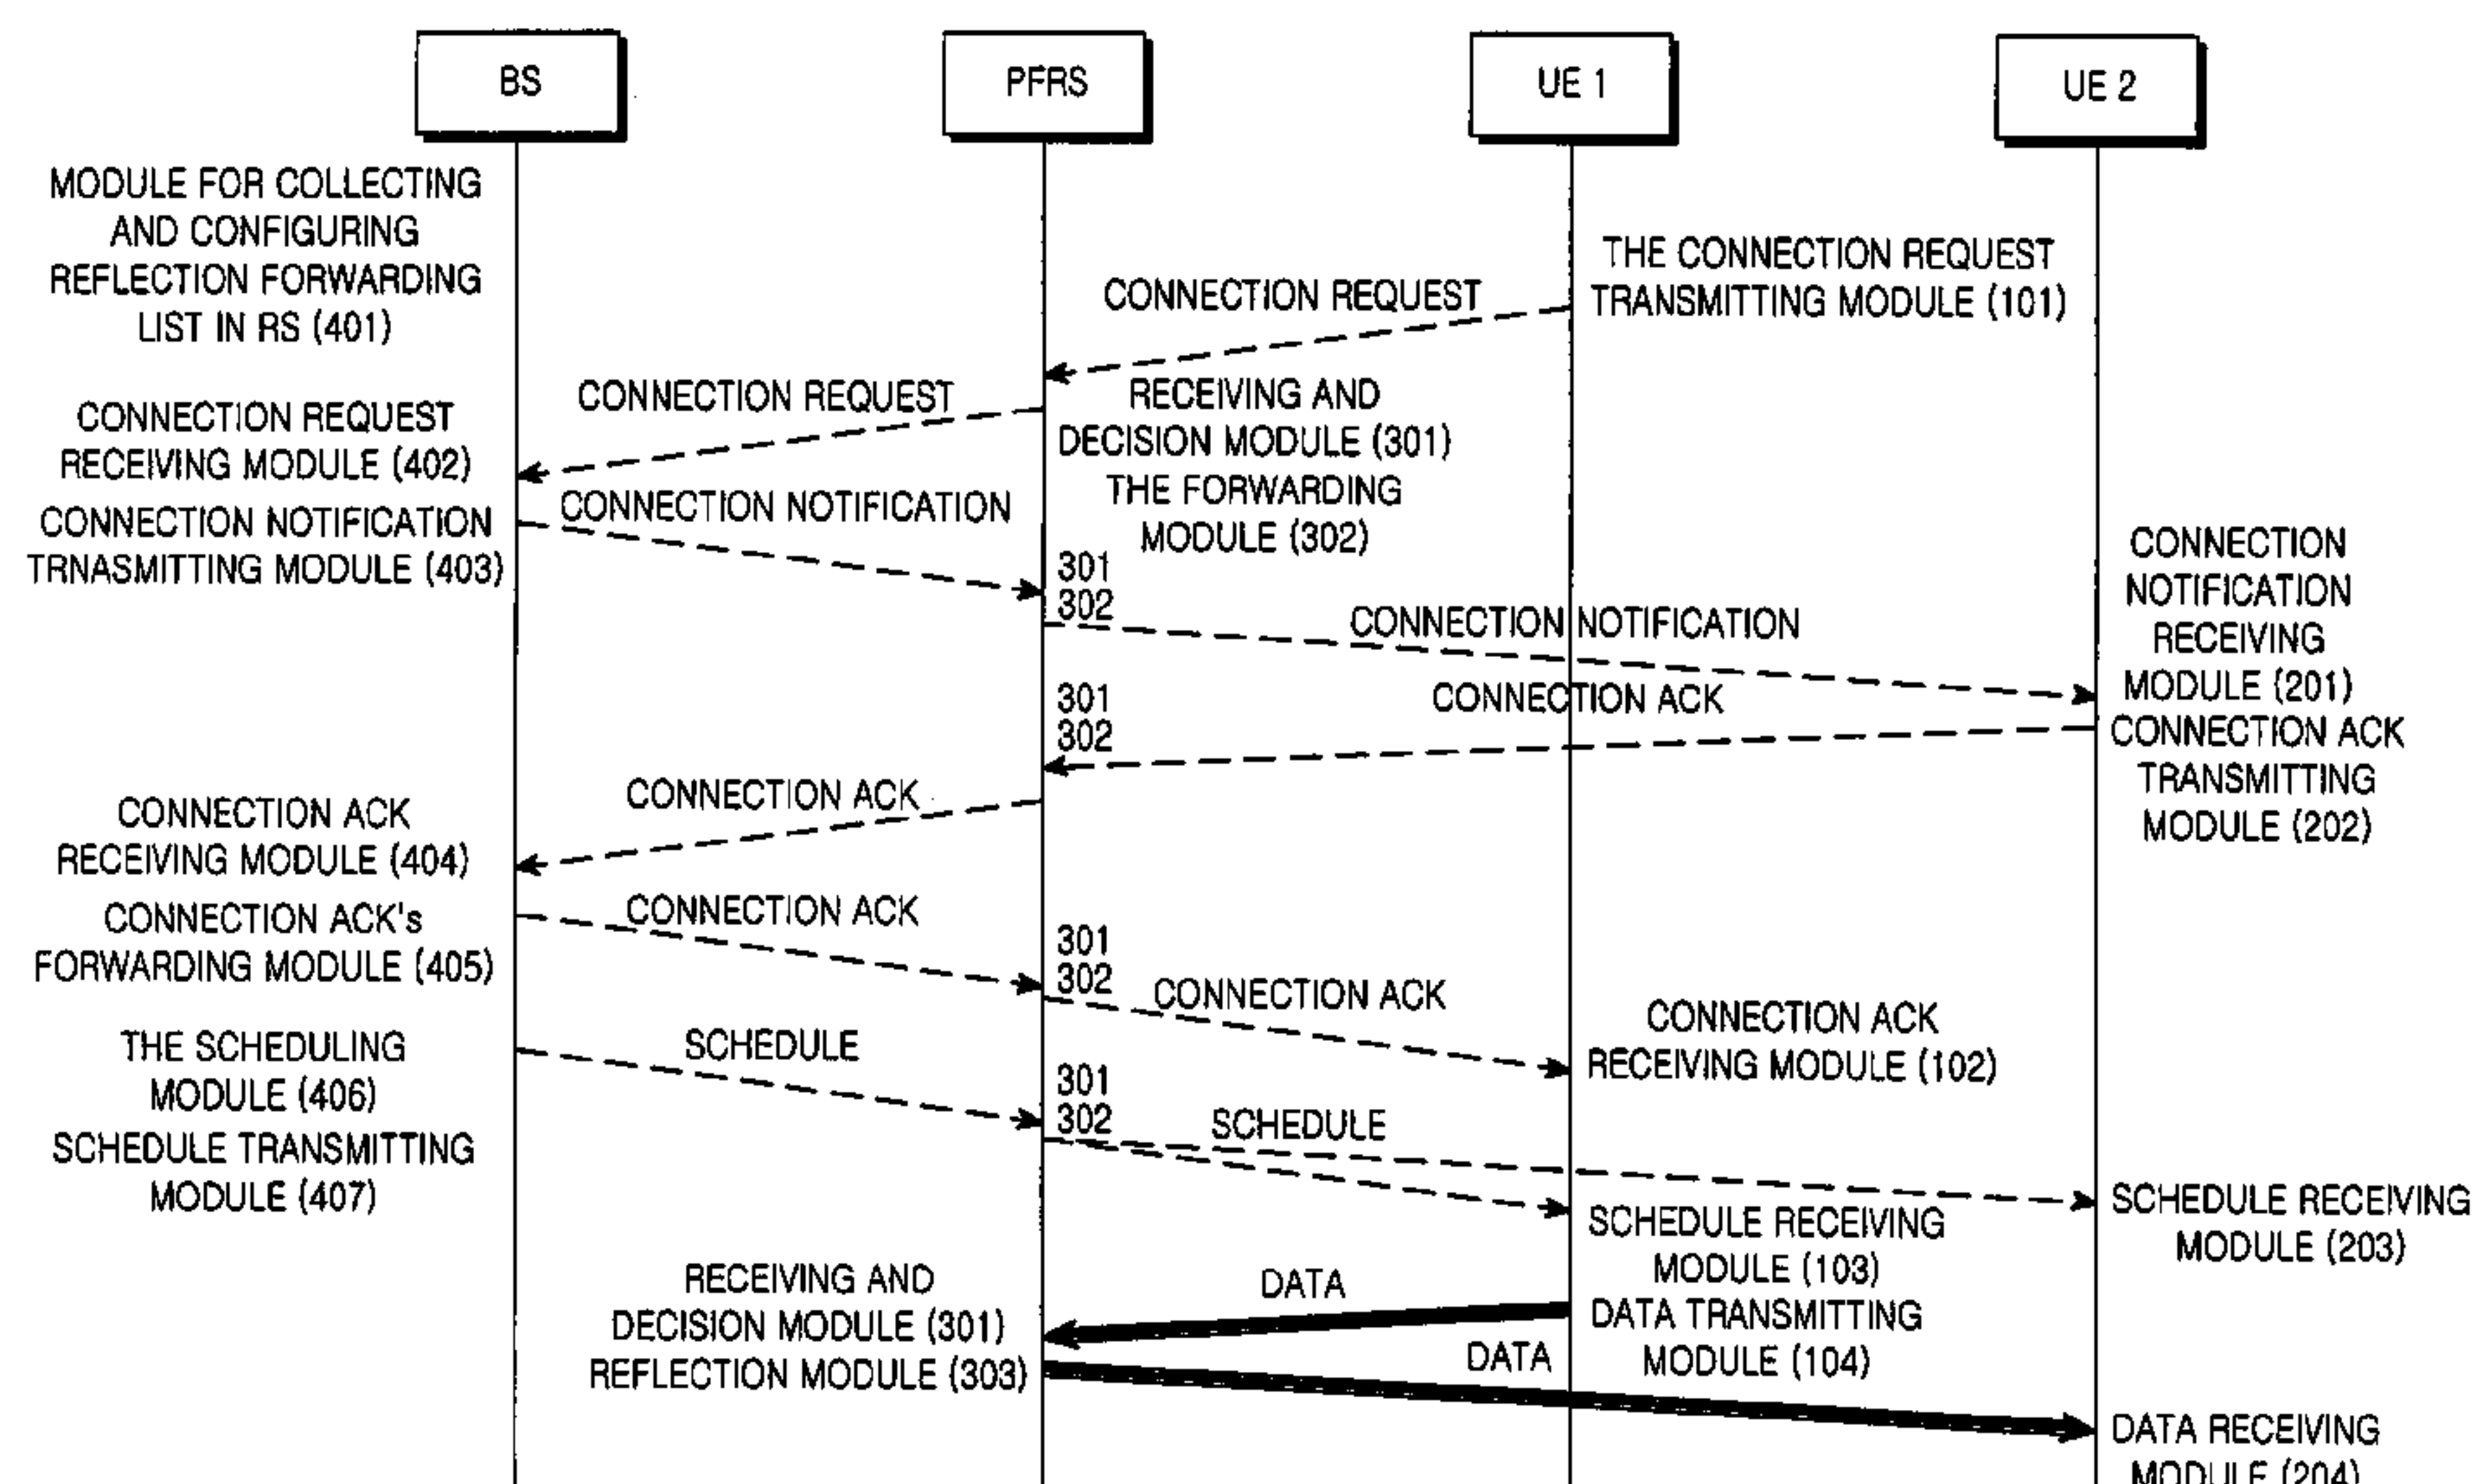 BS
PFRS
UE 1
UE 2
MODULE FOR COLLECTING
AND CONFIGURING
REFLECTION FORWARDING
LIST IN RS (401)
THE CONNECTION REQUEST
TRANSMITTING MODULE (101)
CONNECTION REQUEST
CONNECTION REQUEST
RECEIVING AND
DECISION MODULE (301)
THE FORWARDING
MODULE (302)
CONNECTION REQUEST
RECEIVING MODULE (402)
CONNECTION NOTIFICATION
CONNECTION NOTIFICATION
TRNASMITTING MODULE (403)
301
302
CONNECTION NOTIFICATION
CONNECTION
NOTIFICATION
RECEIVING
MODULE (201)
301
302
CONNECTION ACK
CONNECTION ACK
TRANSMITTING
MODULE (202)
CONNECTION ACK
CONNECTION ACK
RECEIVING MODULE (404)
CONNECTION ACK's
FORWARDING MODULE (405)
CONNECTION ACK
301
302
CONNECTION ACK
CONNECTION ACK
RECEIVING MODULE (102)
THE SCHEDULING
MODULE (406)
SCHEDULE
301
302
SCHEDULE
SCHEDULE TRANSMITTING
MODULE (407)
SCHEDULE RECEIVING
MODULE (203)
SCHEDULE RECEIVING
MODULE (103)
RECEIVING AND
DECISION MODULE (301)
REFLECTION MODULE (303)
DATA
DATA TRANSMITTING
MODULE (104)
DATA
DATA RECEIVING
MODULE (204)